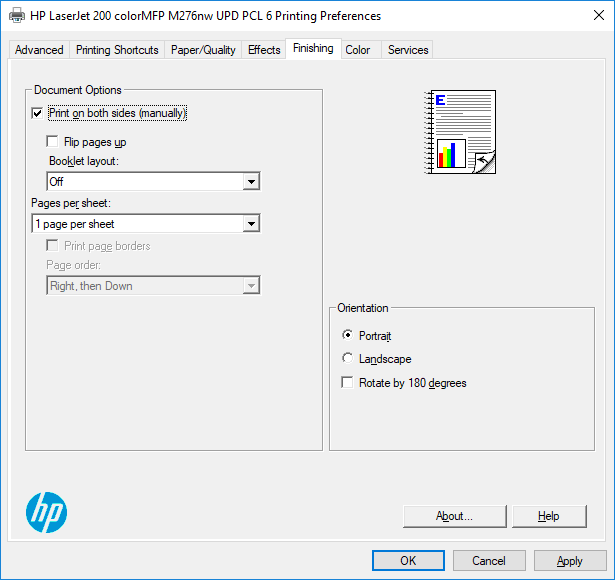 HP LaserJet 200 colorMFP M276nw UPD PCL 6 Printing Preferences
Advanced Printing Shortcuts Paper/Quality Effects Finishing Color Services
Document Options
Print on both sides (manually)
Flip pages up
Booklet layout:
Off
Pages per sheet:
1 page per sheet
Print page borders
Page order:
Right, then Down
E
Orientation
Portrait
Landscape
Rotate by 180 degrees
hp
About... Help
OK Cancel Apply